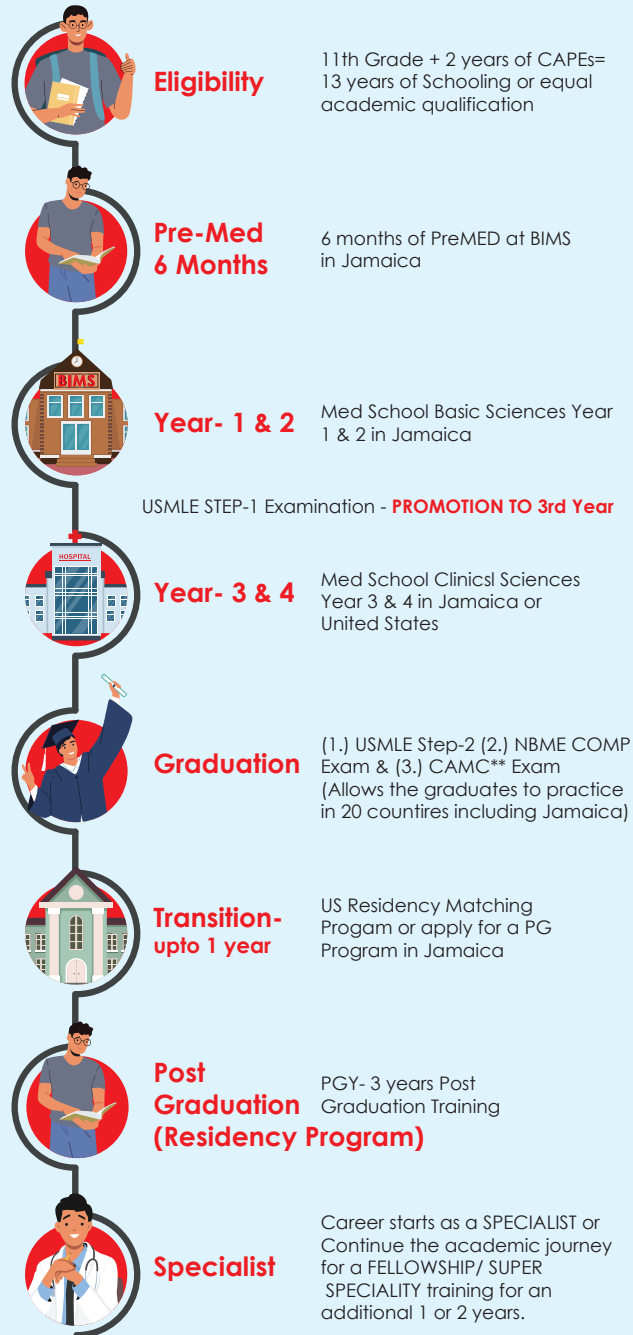 Eligibility
11th Grade + 2 years of CAPEs=
13 years of Schooling or equal
academic qualification
Pre-Med
6 Months
6 months of PreMED at BIMS
in Jamaica
BIMS
Year- 1 & 2
Med School Basic Sciences Year
1 & 2 in Jamaica
USMLE STEP-1 Examination - PROMOTION TO 3rd Year
HOSPITAL
Year- 3 & 4
Med School Clinicsl Sciences
Year 3 & 4 in Jamaica or
United States
Graduation
(1.) USMLE Step-2 (2.) NBME COMP
Exam & (3.) CAMC** Exam
(Allows the graduates to practice
in 20 countires including Jamaica)
Transition-
upto 1 year
US Residency Matching
Progam or apply for a PG
Program in Jamaica
Post
Graduation
(Residency Program)
PGY- 3 years Post
Graduation Training
Specialist
Career starts as a SPECIALIST or
Continue the academic journey
for a FELLOWSHIP/ SUPER
SPECIALITY training for an
additional 1 or 2 years.